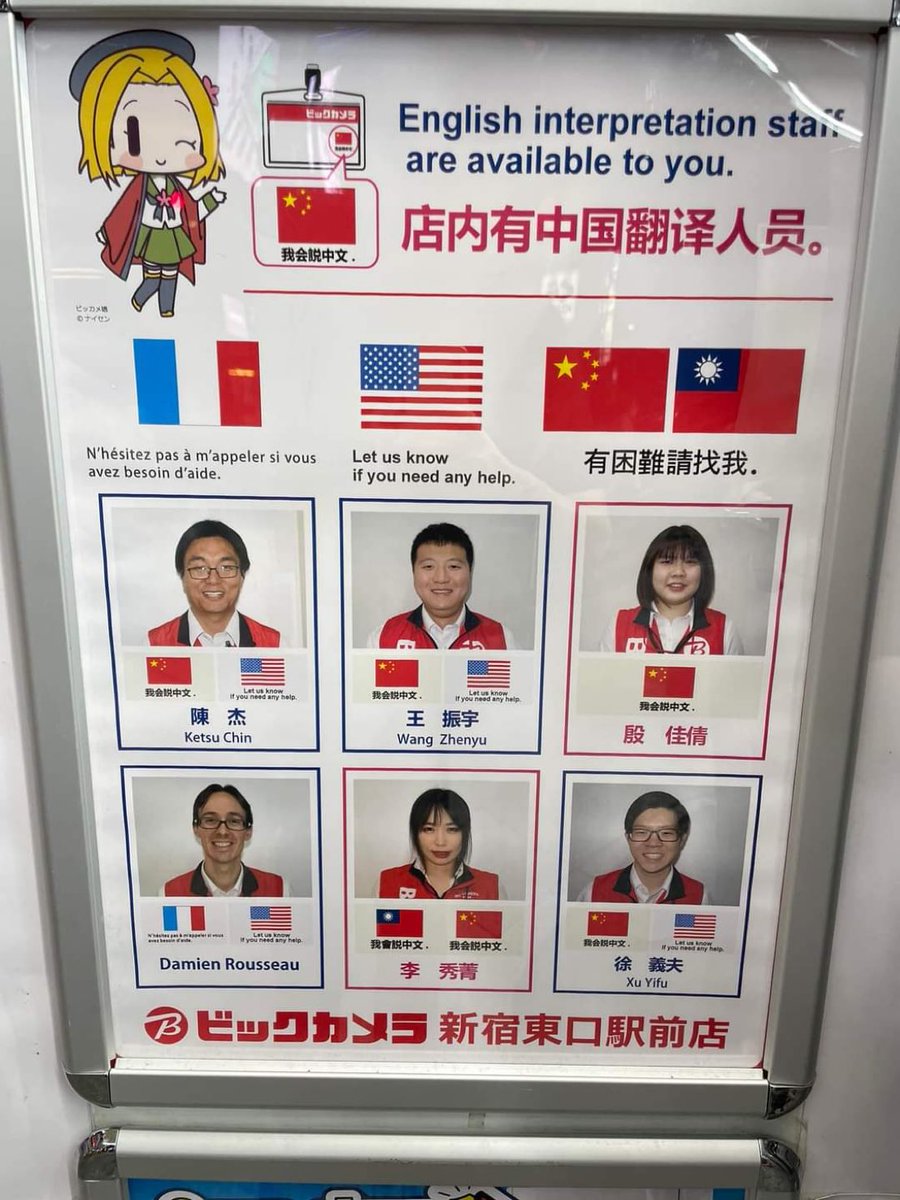 ビックカメラ
English interpretation staff
are available to you.
我会説中文.
店内有中国翻译人员。
ビッカメ娘
©ナイセン
N'hésitez pas à m'appeler si vous
avez besoin d'aide.
Let us know
if you need any help.
有困難請找我.
我会説中文.
Let us know
if you need any help.
陳 杰
Ketsu Chin
我会説中文.
Let us know
if you need any help.
王 振宇
Wang Zhenyu
我会説中文.
殷 佳倩
N'hésitez pas à m'appeler si vous
avez besoin d'aide.
Let us know
if you need any help.
Damien Rousseau
我會説中文.
我会説中文.
李 秀菁
我会説中文.
Let us know
if you need any help.
徐 義夫
Xu Yifu
B ビックカメラ 新宿東口駅前店